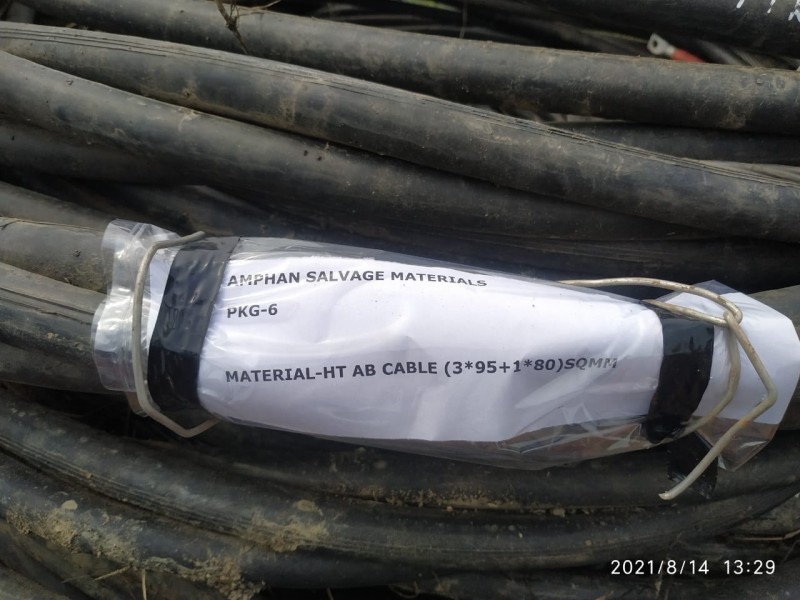 AMPHAN SALVAGE MATERIALS
PKG-6
MATERIAL-HT AB CABLE (3*95+1*80)SQMM
2021/8/14 13:29